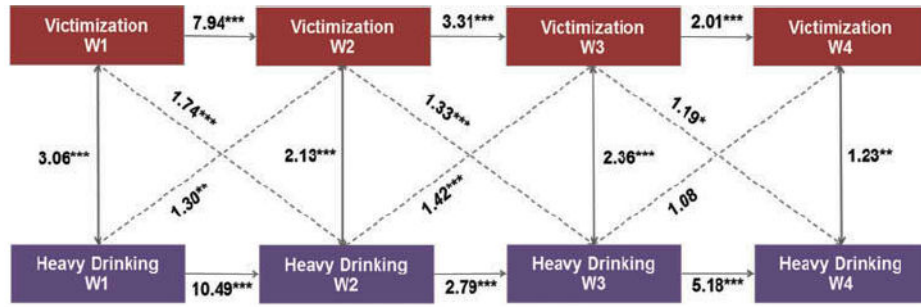 Victimization
W1
7.94***
Victimization
W2
3.31***
Victimization
W3
2.01***
Victimization
W4
1.74***
1.33***
1.19*
3.06***
2.13***
2.36***
1.23**
1.30**
1.42***
1.08
Heavy Drinking
W1
10.49***
Heavy Drinking
W2
2.79***
Heavy Drinking
W3
5.18***
Heavy Drinking
W4